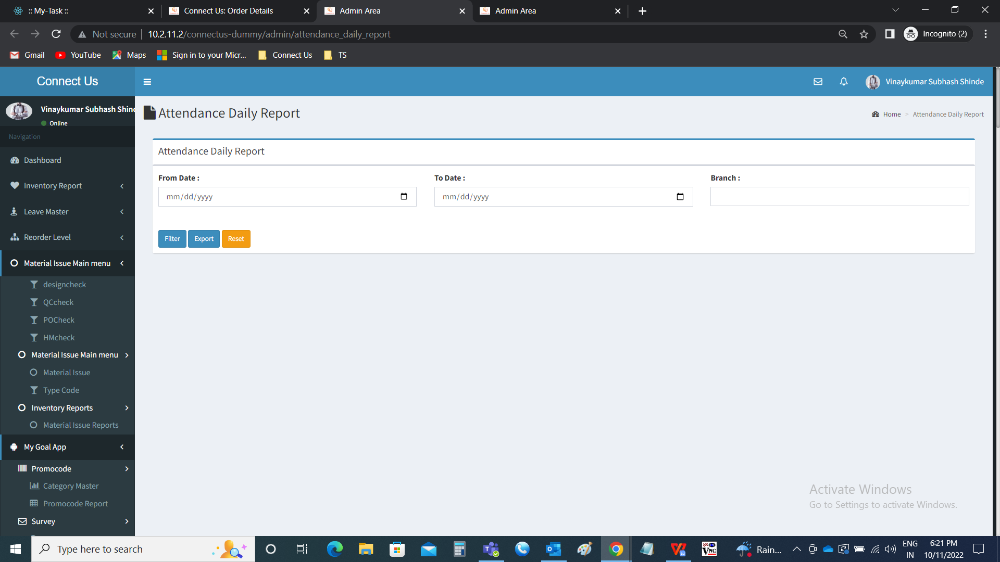 :: My-Task ::
Connect Us: Order Details
Admin Area
Admin Area
Not secure
10.2.11.2/connectus-dummy/admin/attendance_daily_report
Incognito (2)
Gmail
YouTube
Maps
Sign in to your Micr...
Connect Us
TS
Connect Us
Vinaykumar Subhash Shinde
Vinaykumar Subhash Shind
Online
Attendance Daily Report
Home > Attendance Daily Report
Navigation
Dashboard
Inventory Report
Leave Master
Reorder Level
Material Issue Main menu
designcheck
QCcheck
POCheck
HMcheck
Material Issue Main menu
Material Issue
Type Code
Inventory Reports
Material Issue Reports
My Goal App
Promocode
Category Master
Promocode Report
Survey
Attendance Daily Report
From Date :
To Date :
Branch :
mm/dd/yyyy
mm/dd/yyyy
Filter
Export
Reset
Activate Windows
Go to Settings to activate Windows.
Type here to search
Rain...
ENG
IN
6:21 PM
10/11/2022